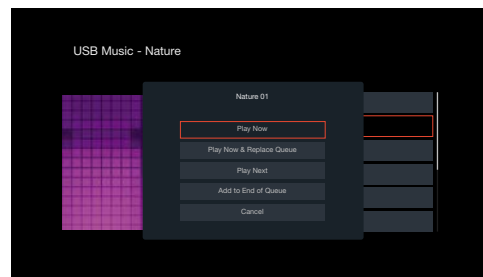 USB Music - Nature
Nature 01
Play Now
Play Now & Replace Queue
Play Next
Add to End of Queue
Cancel